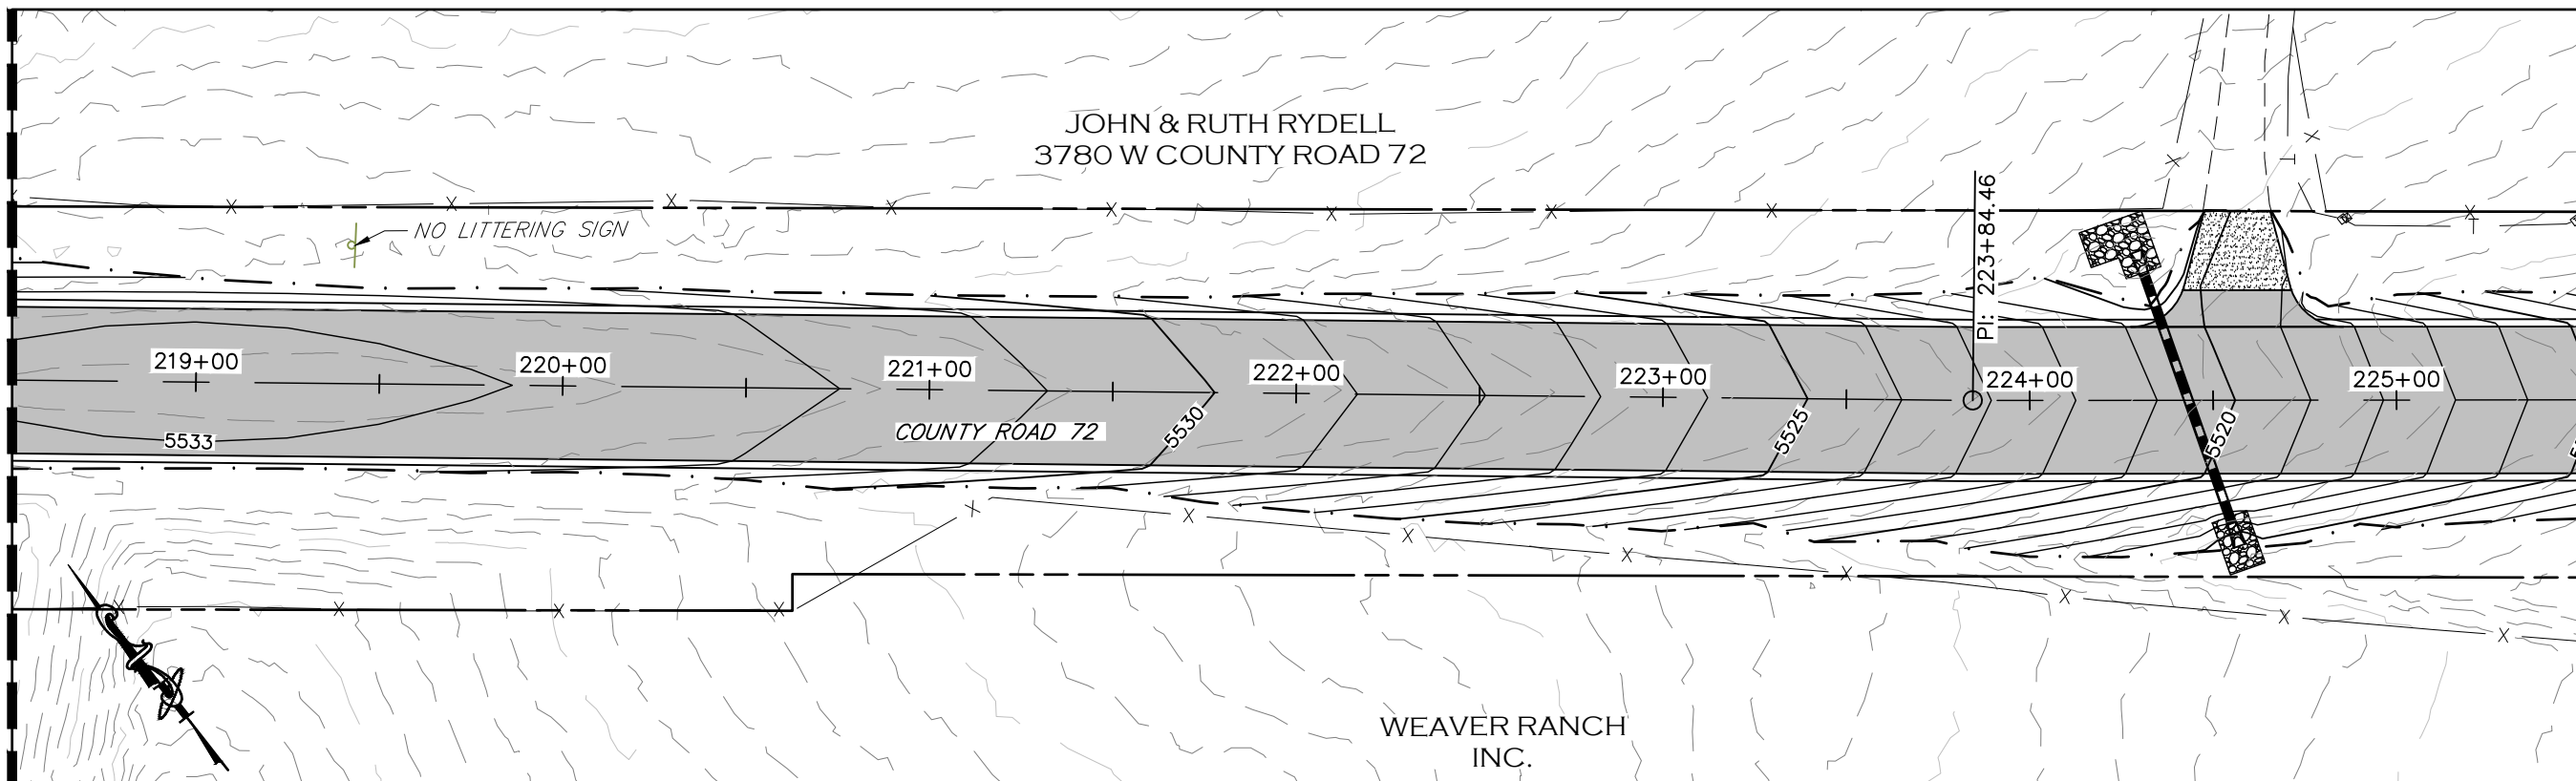 JOHN & RUTH RYDELL
3780 W COUNTY ROAD 72
NO LITTERING SIGN
PI: 223+84.46
219+00
220+00
221+00
222+00
223+00
224+00
225+00
5533
COUNTY ROAD 72
5530
5525
5520
WEAVER RANCH
INC.